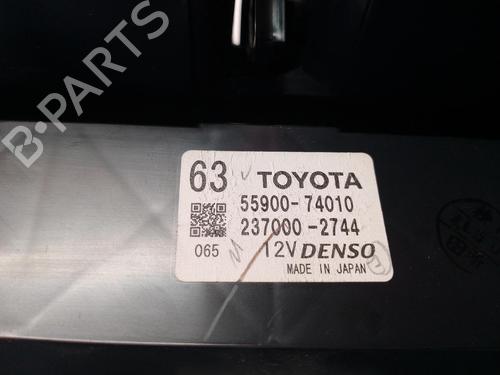 B-PARTS
63 TOYOTA
55900-74010
237000-2744
065 12V DENSO
MADE IN JAPAN